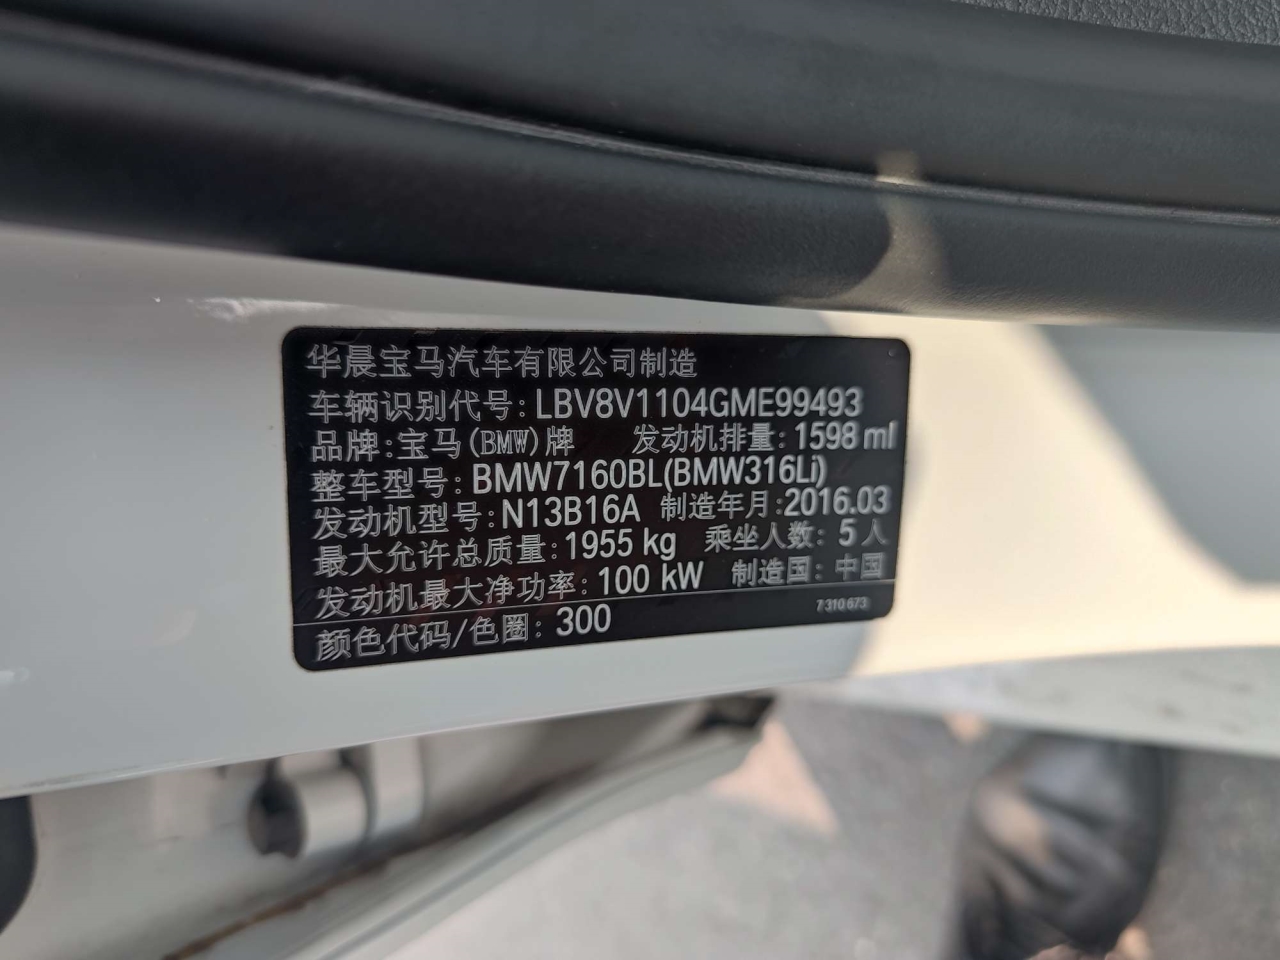 华晨宝马汽车有限公司制造
车辆识别代号: LBV8V1104GME99493
品牌:宝马(BMW)牌 发动机排量: 1598 ml
整车型号: BMW7160BL(BMW316Li)
发动机型号: N13B16A 制造年月:2016.03
最大允许总质量: 1955 kg 乘坐人数: 5 人
发动机最大净功率: 100 kW 制造国: 中国
颜色代码/色圈: 300 7310673